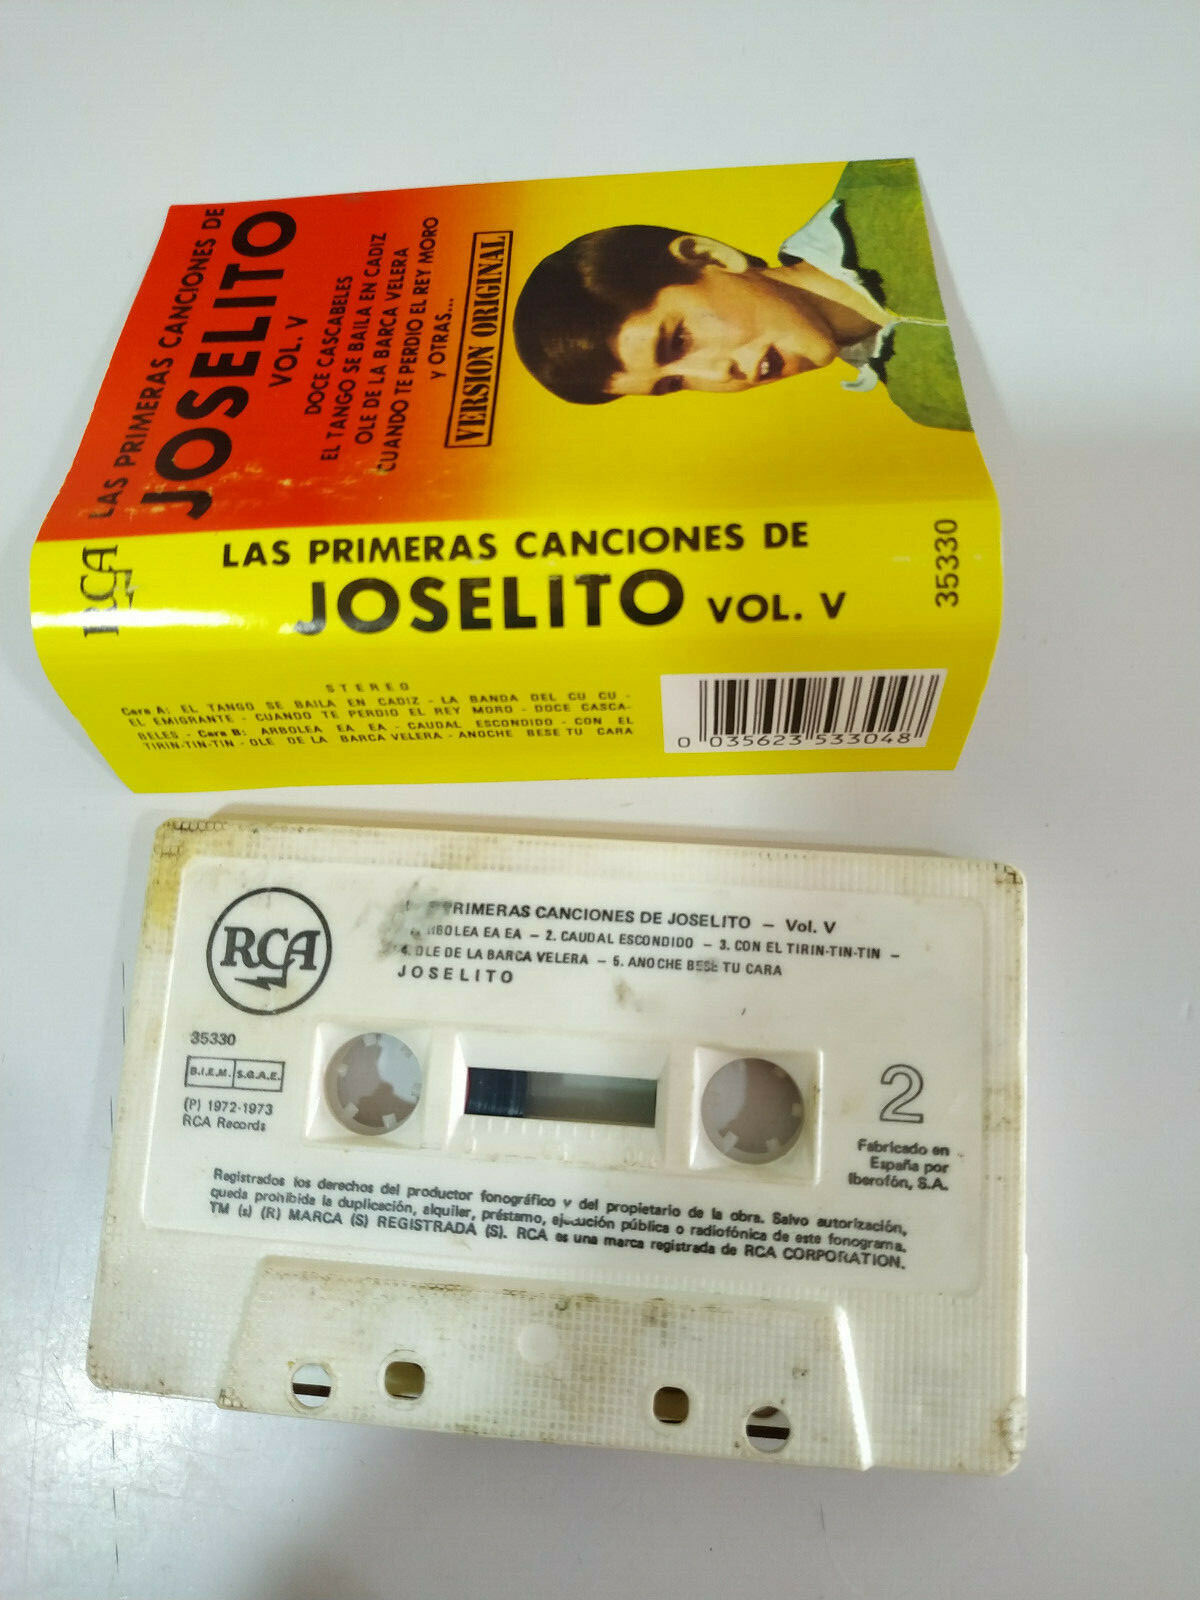 LAS PRIMERAS CANCIONES DE
JOSELITO
VOL. V
DOCE CASCABELES
EL TANGO SE BAILA EN CADIZ
OLE DE LA BARCA VELERA
CUANDO TE PERDIO EL REY MORO
Y OTRAS...
VERSION ORIGINAL
RCA
LAS PRIMERAS CANCIONES DE
JOSELITO VOL. V
35330
STEREO
Cara A: EL TANGO SE BAILA EN CADIZ - LA BANDA DEL CU CU -
EL EMIGRANTE - CUANDO TE PERDIO EL REY MORO - DOCE CASCA-
BELES - Cara B: ARBOLEA EA EA - CAUDAL ESCONDIDO - CON EL
TIRIN-TIN-TIN - OLE DE LA BARCA VELERA - ANOCHE BESE TU CARA
0 035623 533048
RCA
PRIMERAS CANCIONES DE JOSELITO – Vol. V
EA EA – 2. CAUDAL ESCONDIDO – 3. CON EL TIRIN-TIN-TIN –
4. OLE DE LA BARCA VELERA – 5. ANOCHE BESE TU CARA
JOSELITO
35330
B.I.E.M. S.G.A.E.
(P) 1972-1973
RCA Records
2
Fabricado en
España por
Iberofón, S.A.
Registrados los derechos del productor fonográfico y del propietario de la obra. Salvo autorización,
queda prohibida la duplicación, alquiler, préstamo, ejecución pública o radiofónica de este fonograma.
TM (s) (R) MARCA (S) REGISTRADA (S). RCA es una marca registrada de RCA CORPORATION.